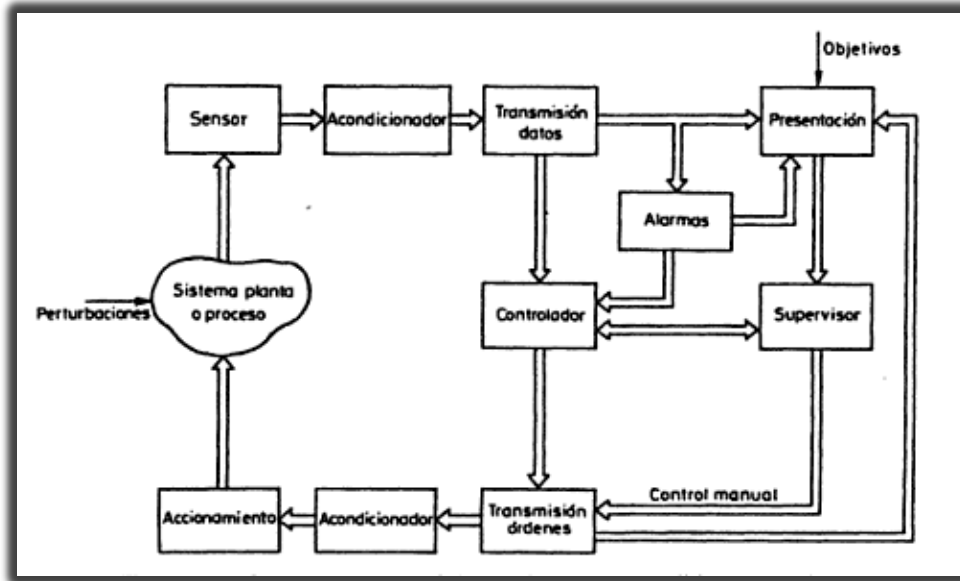 Objetivos
Sensor
Acondicionador
Transmisión
datos
Presentación
Alarmas
Sistema planta
o proceso
Perturbaciones
Controlador
Supervisor
Control manual
Accionamiento
Acondicionador
Transmisión
órdenes